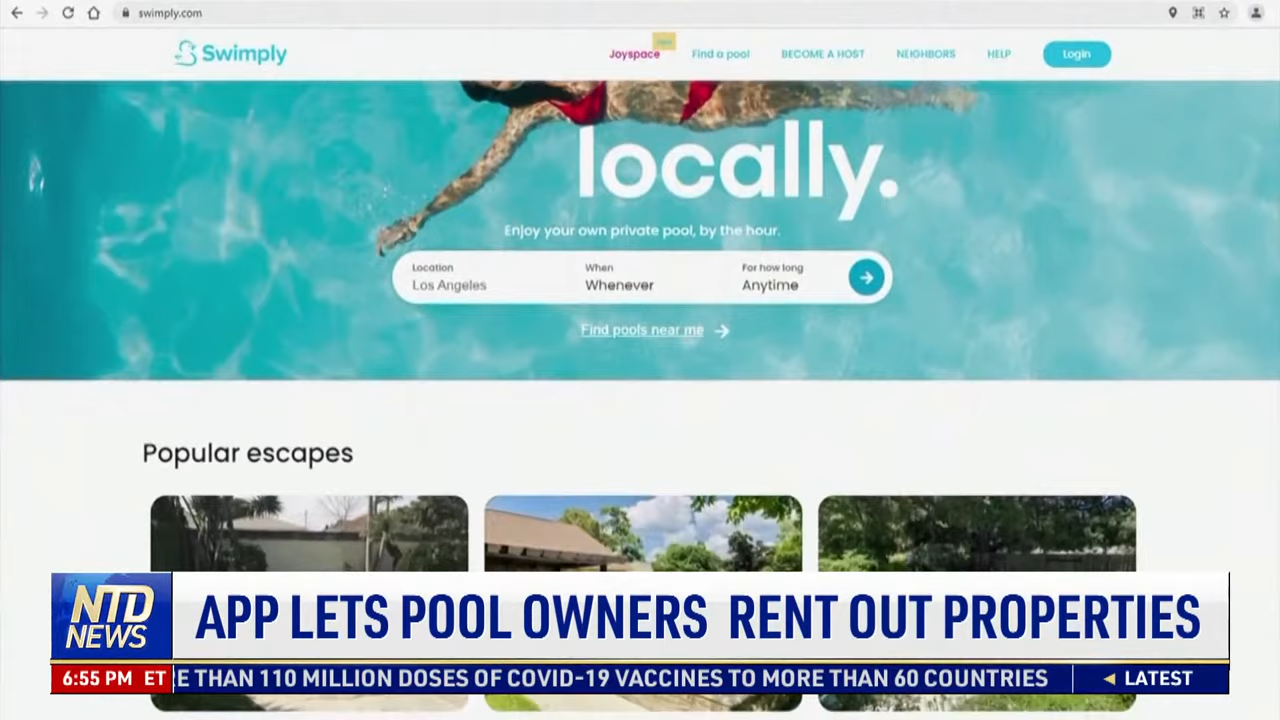 swimply.com
Swimply
Joyspace Find a pool BECOME A HOST NEIGHBORS HELP Login
locally.
Enjoy your own private pool, by the hour.
Location When For how long
Los Angeles Whenever Anytime
Find pools near me
Popular escapes
NTD NEWS
APP LETS POOL OWNERS RENT OUT PROPERTIES
6:55 PM ET
THAN 110 MILLION DOSES OF COVID-19 VACCINES TO MORE THAN 60 COUNTRIES
LATEST